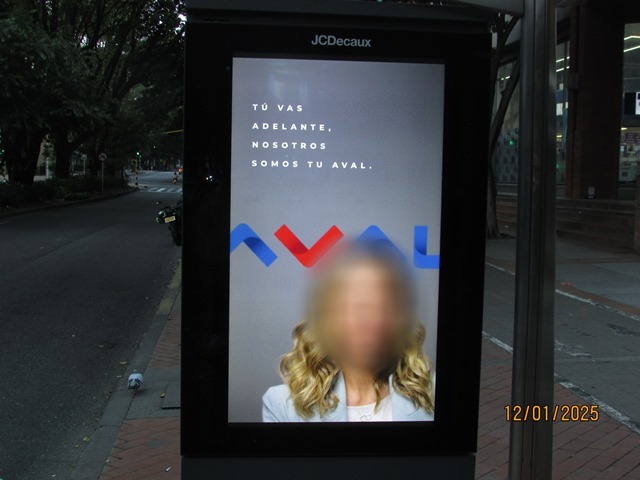 JCDecaux
TÚ VAS
ADELANTE,
NOSOTROS
SOMOS TU AVAL.
AVAL
12/01/2025